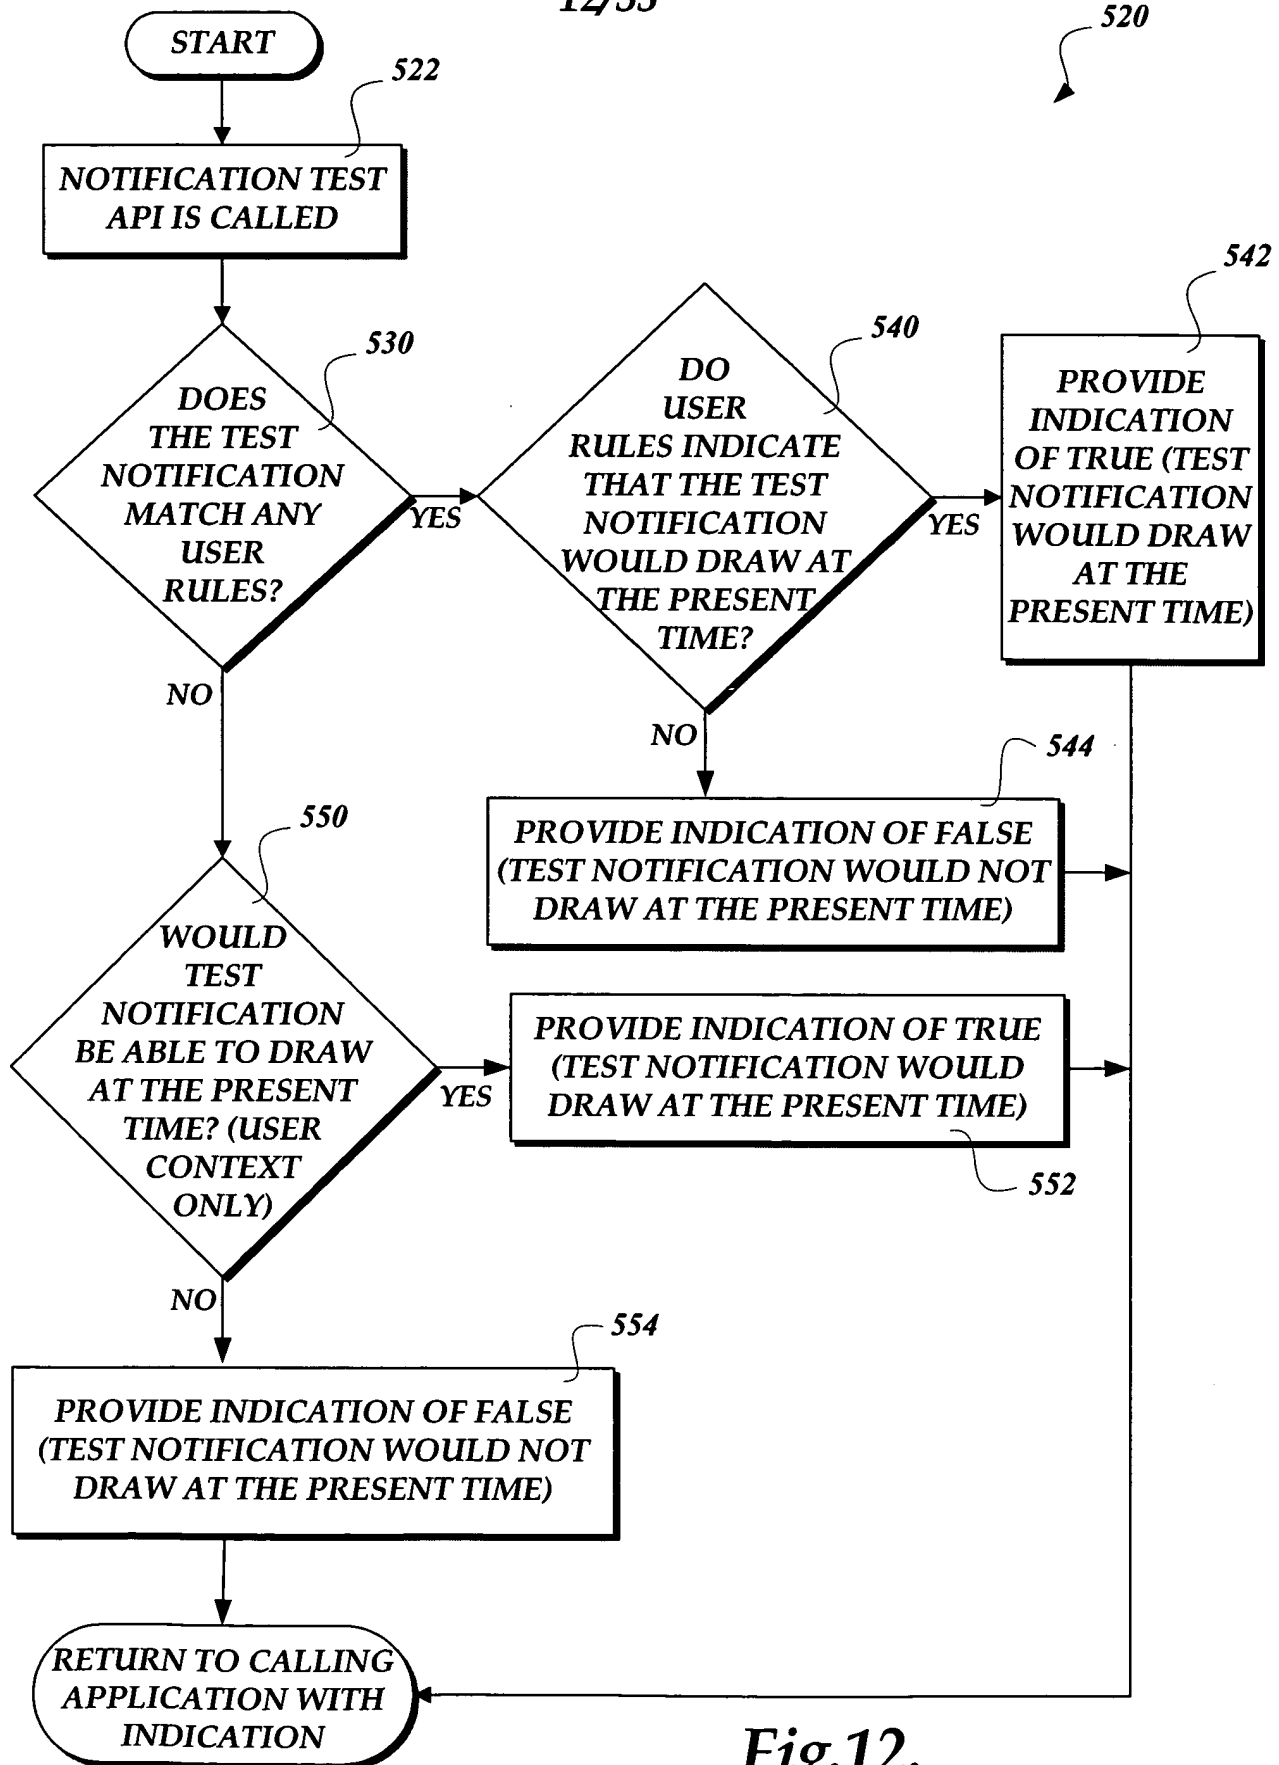 12/33
520
START
522
NOTIFICATION TEST
API IS CALLED
530
DOES
THE TEST
NOTIFICATION
MATCH ANY
USER
RULES?
YES
NO
540
DO
USER
RULES INDICATE
THAT THE TEST
NOTIFICATION
WOULD DRAW AT
THE PRESENT
TIME?
YES
NO
542
PROVIDE
INDICATION
OF TRUE (TEST
NOTIFICATION
WOULD DRAW
AT THE
PRESENT TIME)
544
PROVIDE INDICATION OF FALSE
(TEST NOTIFICATION WOULD NOT
DRAW AT THE PRESENT TIME)
550
WOULD
TEST
NOTIFICATION
BE ABLE TO DRAW
AT THE PRESENT
TIME? (USER
CONTEXT
ONLY)
YES
NO
PROVIDE INDICATION OF TRUE
(TEST NOTIFICATION WOULD
DRAW AT THE PRESENT TIME)
552
554
PROVIDE INDICATION OF FALSE
(TEST NOTIFICATION WOULD NOT
DRAW AT THE PRESENT TIME)
RETURN TO CALLING
APPLICATION WITH
INDICATION
Fig.12.